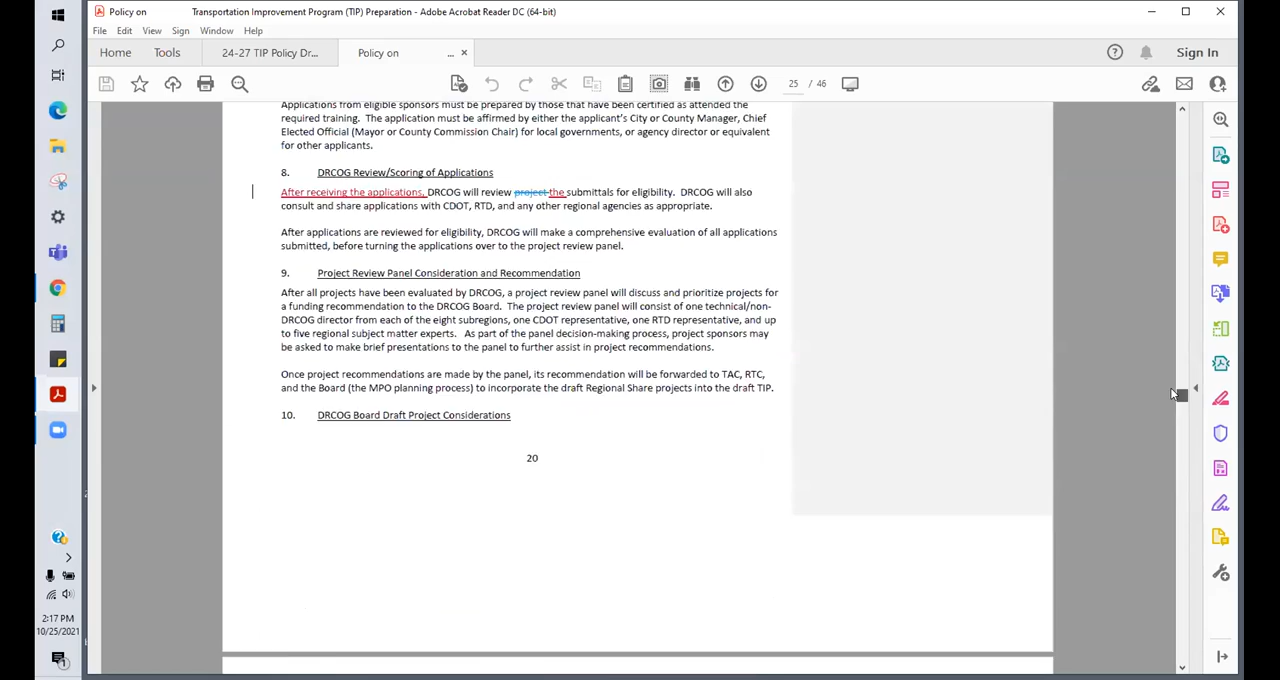 Policy on Transportation Improvement Program (TIP) Preparation - Adobe Acrobat Reader DC (64-bit)
File Edit View Sign Window Help
Home Tools 24-27 TIP Policy Dr... Policy on ... × Sign In
25 / 46
Applications from eligible sponsors must be prepared by those that have been certified as attended the
required training. The application must be affirmed by either the applicant's City or County Manager, Chief
Elected Official (Mayor or County Commission Chair) for local governments, or agency director or equivalent
for other applicants.
8. DRCOG Review/Scoring of Applications
After receiving the applications, DRCOG will review project the submittals for eligibility. DRCOG will also
consult and share applications with CDOT, RTD, and any other regional agencies as appropriate.
After applications are reviewed for eligibility, DRCOG will make a comprehensive evaluation of all applications
submitted, before turning the applications over to the project review panel.
9. Project Review Panel Consideration and Recommendation
After all projects have been evaluated by DRCOG, a project review panel will discuss and prioritize projects for
a funding recommendation to the DRCOG Board. The project review panel will consist of one technical/non-
DRCOG director from each of the eight subregions, one CDOT representative, one RTD representative, and up
to five regional subject matter experts. As part of the panel decision-making process, project sponsors may
be asked to make brief presentations to the panel to further assist in project recommendations.
Once project recommendations are made by the panel, its recommendation will be forwarded to TAC, RTC,
and the Board (the MPO planning process) to incorporate the draft Regional Share projects into the draft TIP.
10. DRCOG Board Draft Project Considerations
20
2:17 PM
10/25/2021
1